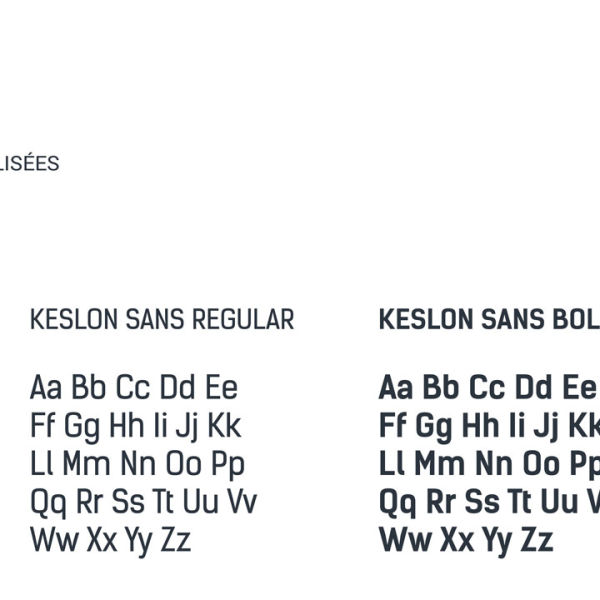 LISÉES
KESLON SANS REGULAR
Aa Bb Cc Dd Ee
Ff Gg Hh Ii Jj Kk
Ll Mm Nn Oo Pp
Qq Rr Ss Tt Uu Vv
Ww Xx Yy Zz
KESLON SANS BOL
Aa Bb Cc Dd Ee
Ff Gg Hh Ii Jj Kk
Ll Mm Nn Oo Pp
Qq Rr Ss Tt Uu V
Ww Xx Yy Zz